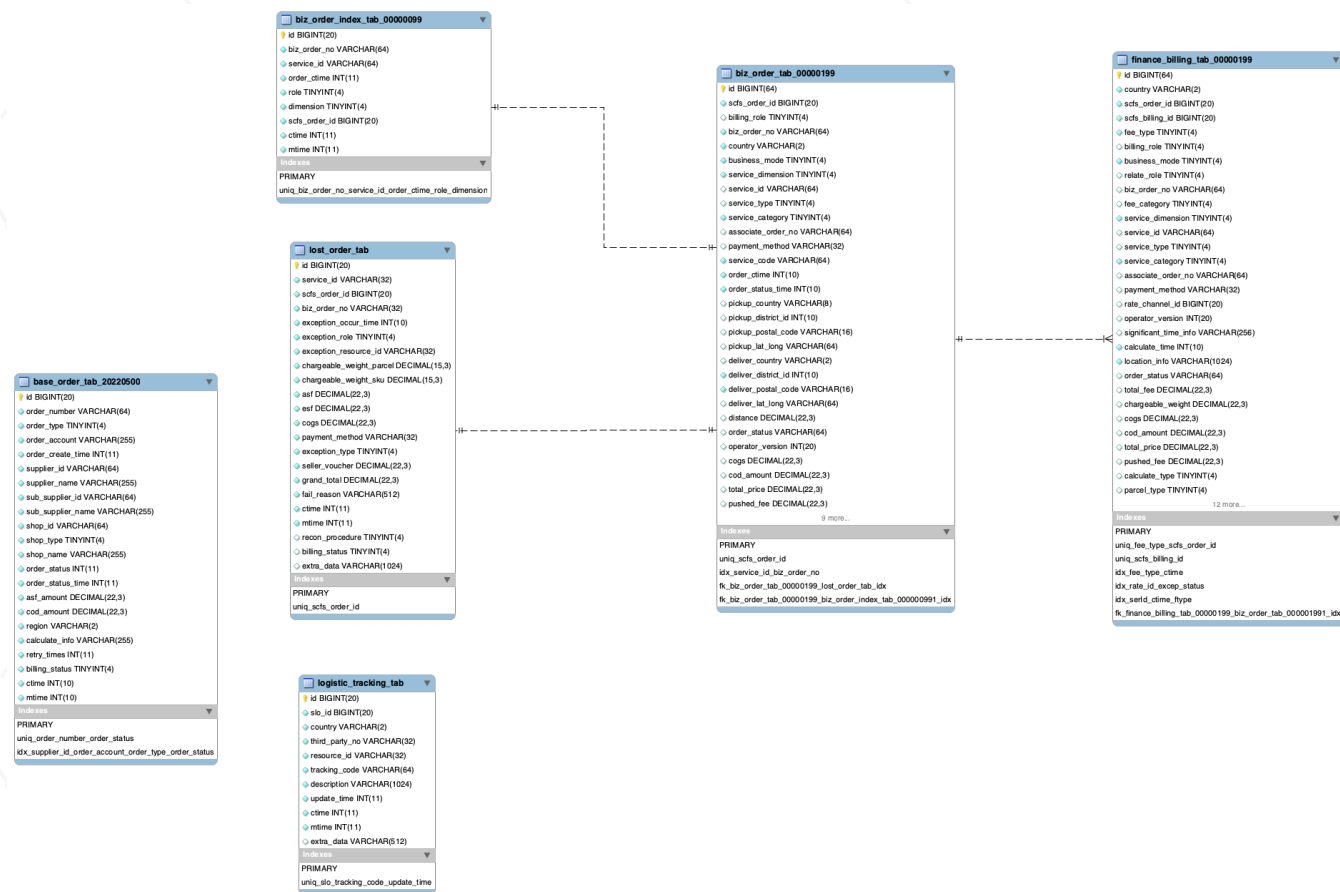 biz_order_index_tab_00000099
id BIGINT(20)
biz_order_no VARCHAR(64)
service_id VARCHAR(64)
order_ctime INT(11)
role TINYINT(4)
dimension TINYINT(4)
scfs_order_id BIGINT(20)
ctime INT(11)
mtime INT(11)
Indexes
PRIMARY
uniq_biz_order_no_service_id_order_ctime_role_dimension
lost_order_tab
id BIGINT(20)
service_id VARCHAR(32)
scfs_order_id BIGINT(20)
biz_order_no VARCHAR(32)
exception_occur_time INT(10)
exception_role TINYINT(4)
exception_resource_id VARCHAR(32)
chargeable_weight_parcel DECIMAL(15,3)
chargeable_weight_sku DECIMAL(15,3)
asf DECIMAL(22,3)
esf DECIMAL(22,3)
cogs DECIMAL(22,3)
payment_method VARCHAR(32)
exception_type TINYINT(4)
seller_voucher DECIMAL(22,3)
grand_total DECIMAL(22,3)
fail_reason VARCHAR(512)
ctime INT(11)
mtime INT(11)
recon_procedure TINYINT(4)
billing_status TINYINT(4)
extra_data VARCHAR(1024)
Indexes
PRIMARY
uniq_scfs_order_id
base_order_tab_20220500
id BIGINT(20)
order_number VARCHAR(64)
order_type TINYINT(4)
order_account VARCHAR(255)
order_create_time INT(11)
supplier_id VARCHAR(64)
supplier_name VARCHAR(255)
sub_supplier_id VARCHAR(64)
sub_supplier_name VARCHAR(255)
shop_id VARCHAR(64)
shop_type TINYINT(4)
shop_name VARCHAR(255)
order_status INT(11)
order_status_time INT(11)
asf_amount DECIMAL(22,3)
cod_amount DECIMAL(22,3)
region VARCHAR(2)
calculate_info VARCHAR(255)
retry_times INT(11)
billing_status TINYINT(4)
ctime INT(10)
mtime INT(10)
Indexes
PRIMARY
uniq_order_number_order_status
idx_supplier_id_order_account_order_type_order_status
logistic_tracking_tab
id BIGINT(20)
slo_id BIGINT(20)
country VARCHAR(2)
third_party_no VARCHAR(32)
resource_id VARCHAR(32)
tracking_code VARCHAR(64)
description VARCHAR(1024)
update_time INT(11)
ctime INT(11)
mtime INT(11)
extra_data VARCHAR(512)
Indexes
PRIMARY
uniq_slo_tracking_code_update_time
biz_order_tab_00000199
id BIGINT(64)
scfs_order_id BIGINT(20)
billing_role TINYINT(4)
biz_order_no VARCHAR(64)
country VARCHAR(2)
business_mode TINYINT(4)
service_dimension TINYINT(4)
service_id VARCHAR(64)
service_type TINYINT(4)
service_category TINYINT(4)
associate_order_no VARCHAR(64)
payment_method VARCHAR(32)
service_code VARCHAR(64)
order_ctime INT(10)
order_status_time INT(10)
pickup_country VARCHAR(8)
pickup_district_id INT(10)
pickup_postal_code VARCHAR(16)
pickup_lat_long VARCHAR(64)
deliver_country VARCHAR(2)
deliver_district_id INT(10)
deliver_postal_code VARCHAR(16)
deliver_lat_long VARCHAR(64)
distance DECIMAL(22,3)
order_status VARCHAR(64)
operator_version INT(20)
cogs DECIMAL(22,3)
cod_amount DECIMAL(22,3)
total_price DECIMAL(22,3)
pushed_fee DECIMAL(22,3)
9 more...
Indexes
PRIMARY
uniq_scfs_order_id
idx_service_id_biz_order_no
fk_biz_order_tab_00000199_lost_order_tab_idx
fk_biz_order_tab_00000199_biz_order_index_tab_000000991_idx
finance_billing_tab_00000199
id BIGINT(64)
country VARCHAR(2)
scfs_order_id BIGINT(20)
scfs_billing_id BIGINT(20)
fee_type TINYINT(4)
billing_role TINYINT(4)
business_mode TINYINT(4)
relate_role TINYINT(4)
biz_order_no VARCHAR(64)
fee_category TINYINT(4)
service_dimension TINYINT(4)
service_id VARCHAR(64)
service_type TINYINT(4)
service_category TINYINT(4)
associate_order_no VARCHAR(64)
payment_method VARCHAR(32)
rate_channel_id BIGINT(20)
operator_version INT(20)
significant_time_info VARCHAR(256)
calculate_time INT(10)
location_info VARCHAR(1024)
order_status VARCHAR(64)
total_fee DECIMAL(22,3)
chargeable_weight DECIMAL(22,3)
cogs DECIMAL(22,3)
cod_amount DECIMAL(22,3)
total_price DECIMAL(22,3)
pushed_fee DECIMAL(22,3)
calculate_type TINYINT(4)
parcel_type TINYINT(4)
12 more...
Indexes
PRIMARY
uniq_fee_type_scfs_order_id
uniq_scfs_billing_id
idx_fee_type_ctime
idx_rate_id_excep_status
idx_serId_ctime_ftype
fk_finance_billing_tab_00000199_biz_order_tab_000001991_idx